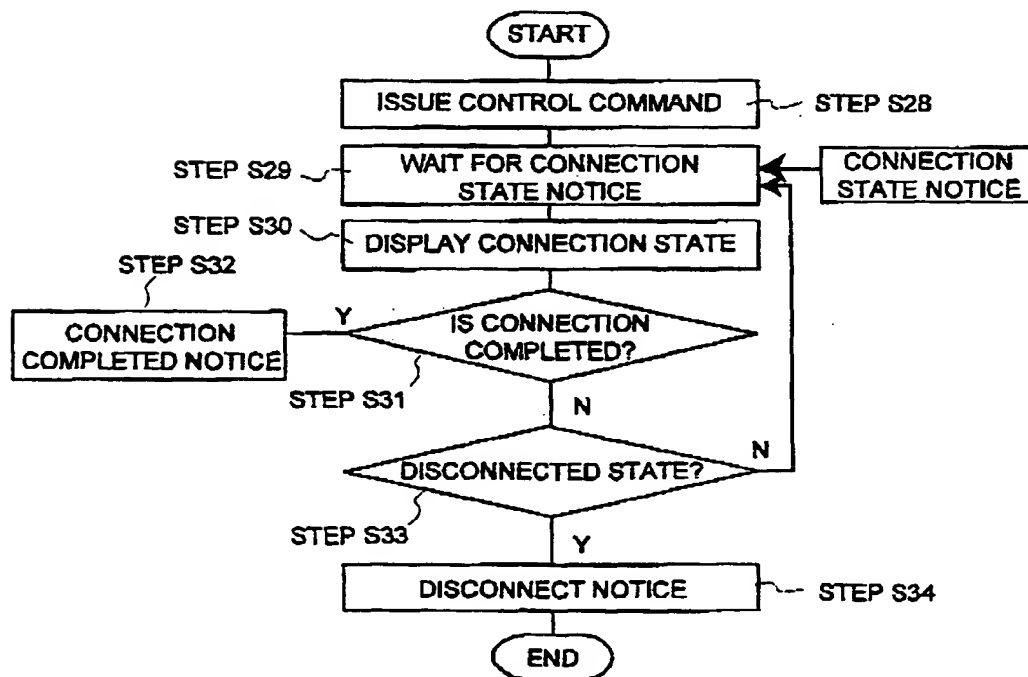 START
ISSUE CONTROL COMMAND
STEP S28
STEP S29
WAIT FOR CONNECTION
STATE NOTICE
CONNECTION
STATE NOTICE
STEP S30
DISPLAY CONNECTION STATE
STEP S32
CONNECTION
COMPLETED NOTICE
Y
IS CONNECTION
COMPLETED?
STEP S31
N
DISCONNECTED STATE?
N
STEP S33
Y
DISCONNECT NOTICE
STEP S34
END